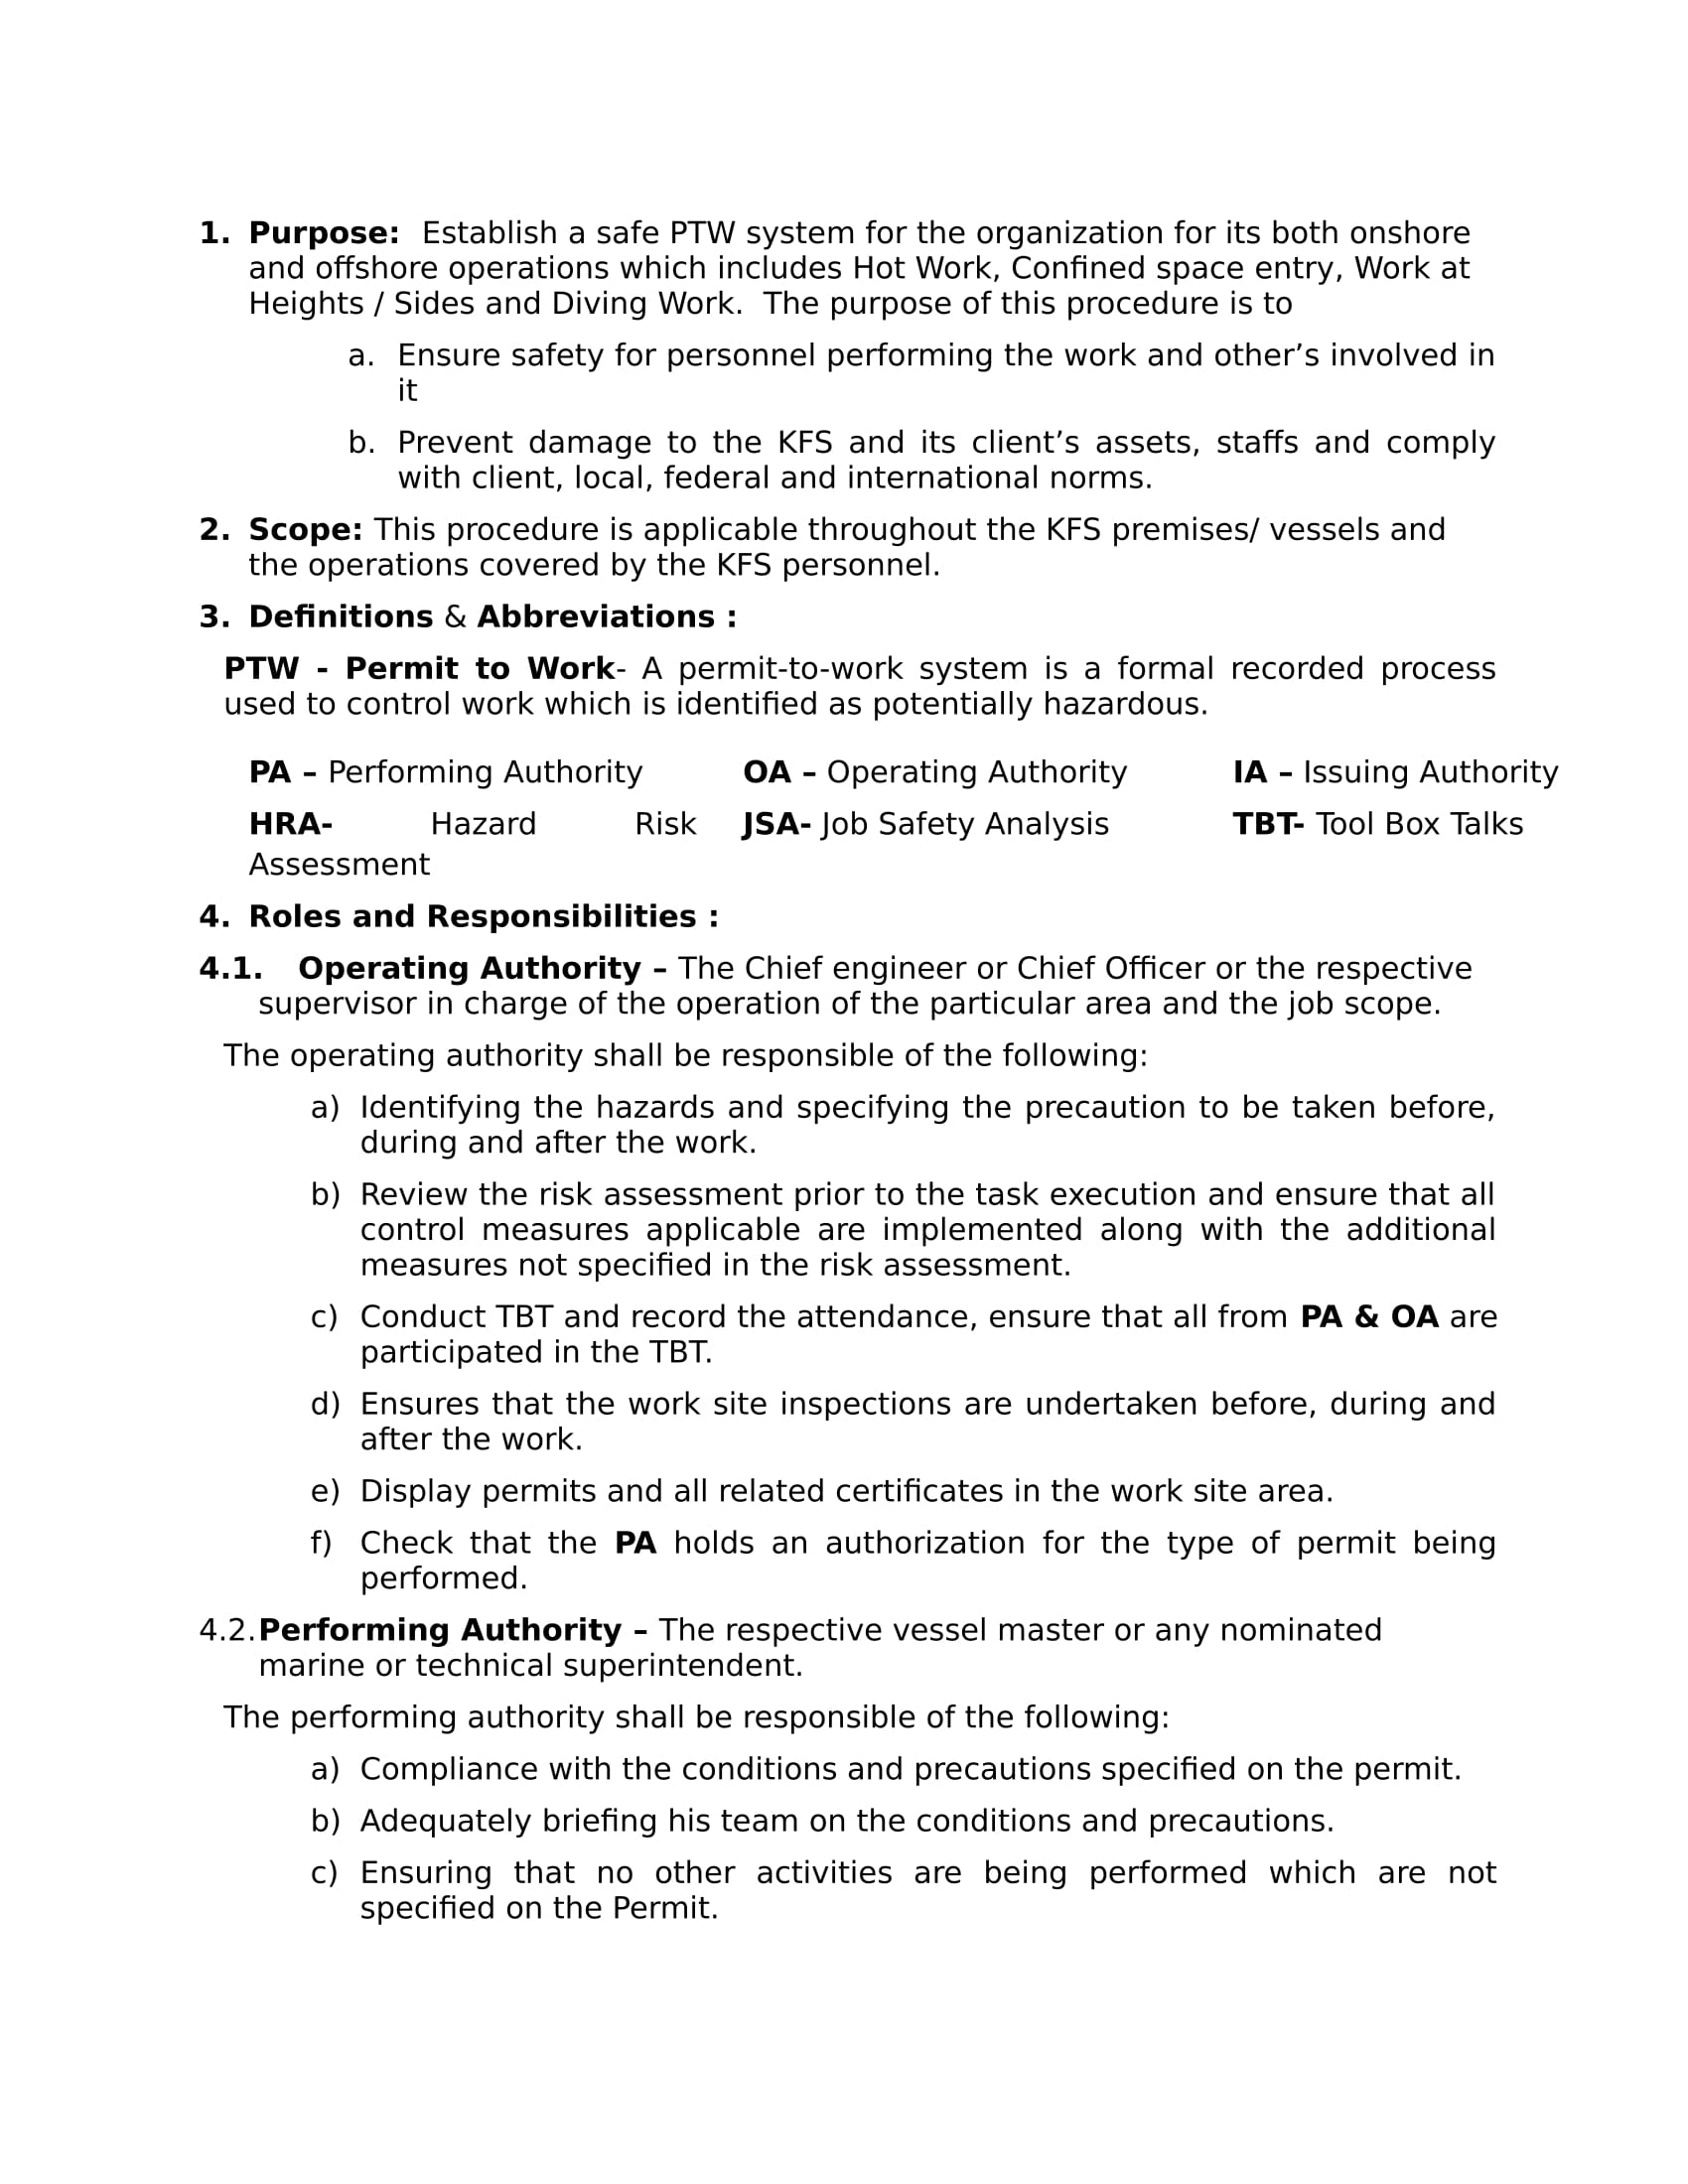 1. Purpose:  Establish a safe PTW system for the organization for its both onshore
and offshore operations which includes Hot Work, Confined space entry, Work at
Heights / Sides and Diving Work.  The purpose of this procedure is to
a. Ensure safety for personnel performing the work and other’s involved in
it
b. Prevent damage to the KFS and its client’s assets, staffs and comply
with client, local, federal and international norms.
2. Scope: This procedure is applicable throughout the KFS premises/ vessels and
the operations covered by the KFS personnel.
3. Definitions & Abbreviations :
PTW - Permit to Work- A permit-to-work system is a formal recorded process
used to control work which is identified as potentially hazardous.
PA – Performing Authority OA – Operating Authority IA – Issuing Authority
HRA- Hazard Risk JSA- Job Safety Analysis TBT- Tool Box Talks
Assessment
4. Roles and Responsibilities :
4.1. Operating Authority – The Chief engineer or Chief Officer or the respective
supervisor in charge of the operation of the particular area and the job scope.
The operating authority shall be responsible of the following:
a) Identifying the hazards and specifying the precaution to be taken before,
during and after the work.
b) Review the risk assessment prior to the task execution and ensure that all
control measures applicable are implemented along with the additional
measures not specified in the risk assessment.
c) Conduct TBT and record the attendance, ensure that all from PA & OA are
participated in the TBT.
d) Ensures that the work site inspections are undertaken before, during and
after the work.
e) Display permits and all related certificates in the work site area.
f) Check that the PA holds an authorization for the type of permit being
performed.
4.2. Performing Authority – The respective vessel master or any nominated
marine or technical superintendent.
The performing authority shall be responsible of the following:
a) Compliance with the conditions and precautions specified on the permit.
b) Adequately briefing his team on the conditions and precautions.
c) Ensuring that no other activities are being performed which are not
specified on the Permit.